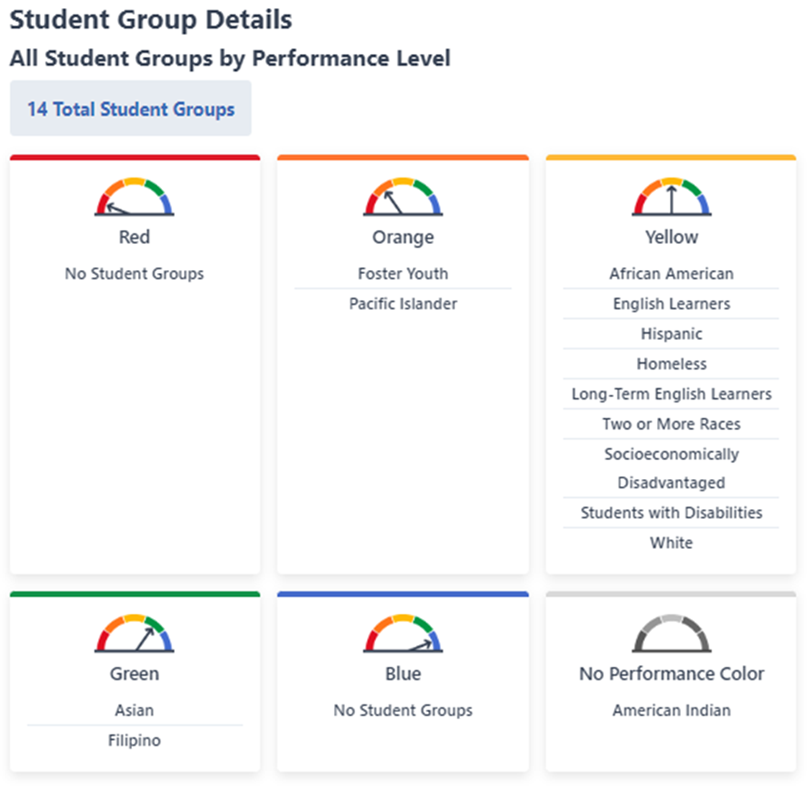 Student Group Details
All Student Groups by Performance Level
14 Total Student Groups
Red
No Student Groups
Orange
Foster Youth
Pacific Islander
Yellow
African American
English Learners
Hispanic
Homeless
Long-Term English Learners
Two or More Races
Socioeconomically
Disadvantaged
Students with Disabilities
White
Green
Asian
Filipino
Blue
No Student Groups
No Performance Color
American Indian